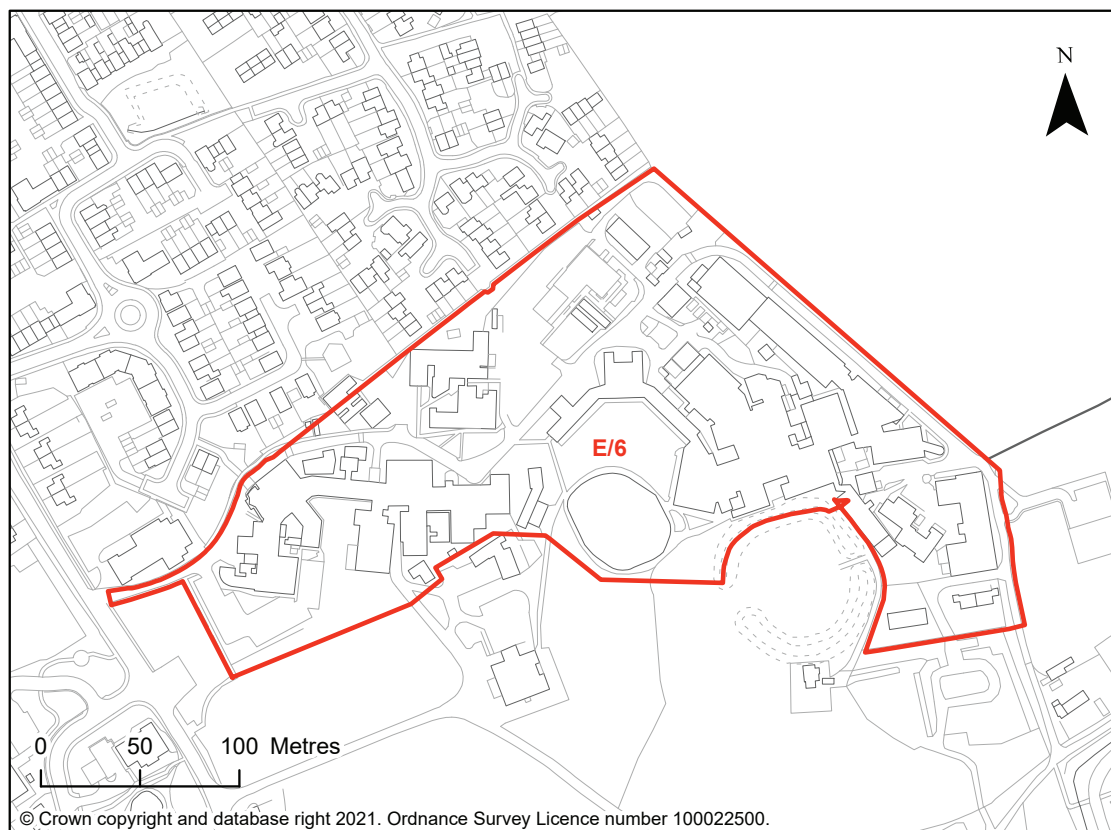 N
E/6
0 50 100 Metres
© Crown copyright and database right 2021. Ordnance Survey Licence number 100022500.